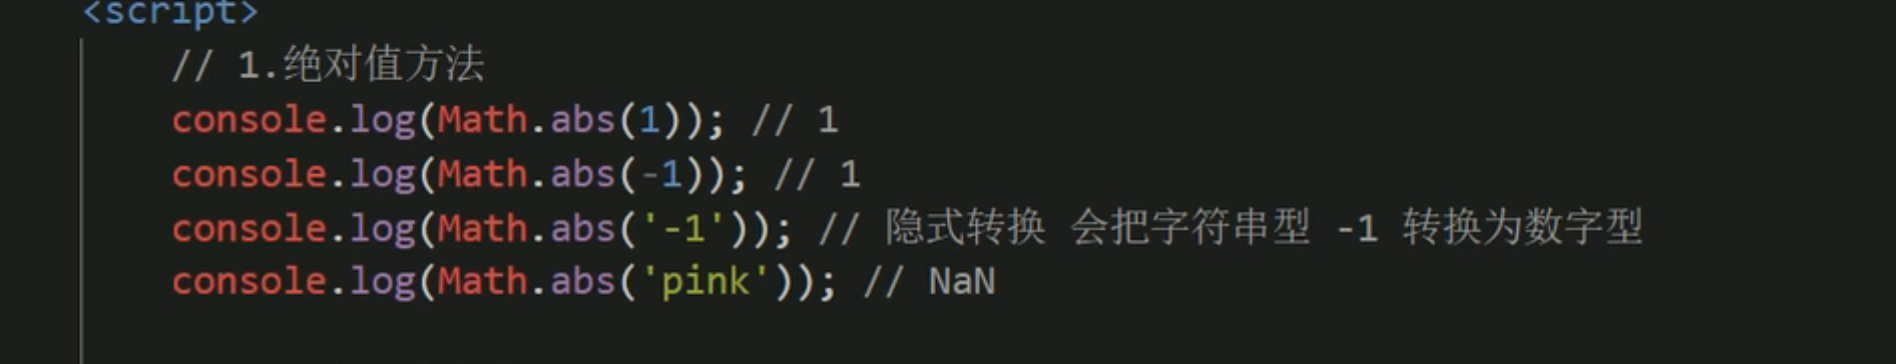 <script>
// 1.绝对值方法
console.log(Math.abs(1)); // 1
console.log(Math.abs(-1)); // 1
console.log(Math.abs('-1')); // 隐式转换 会把字符串型 -1 转换为数字型
console.log(Math.abs('pink')); // NaN